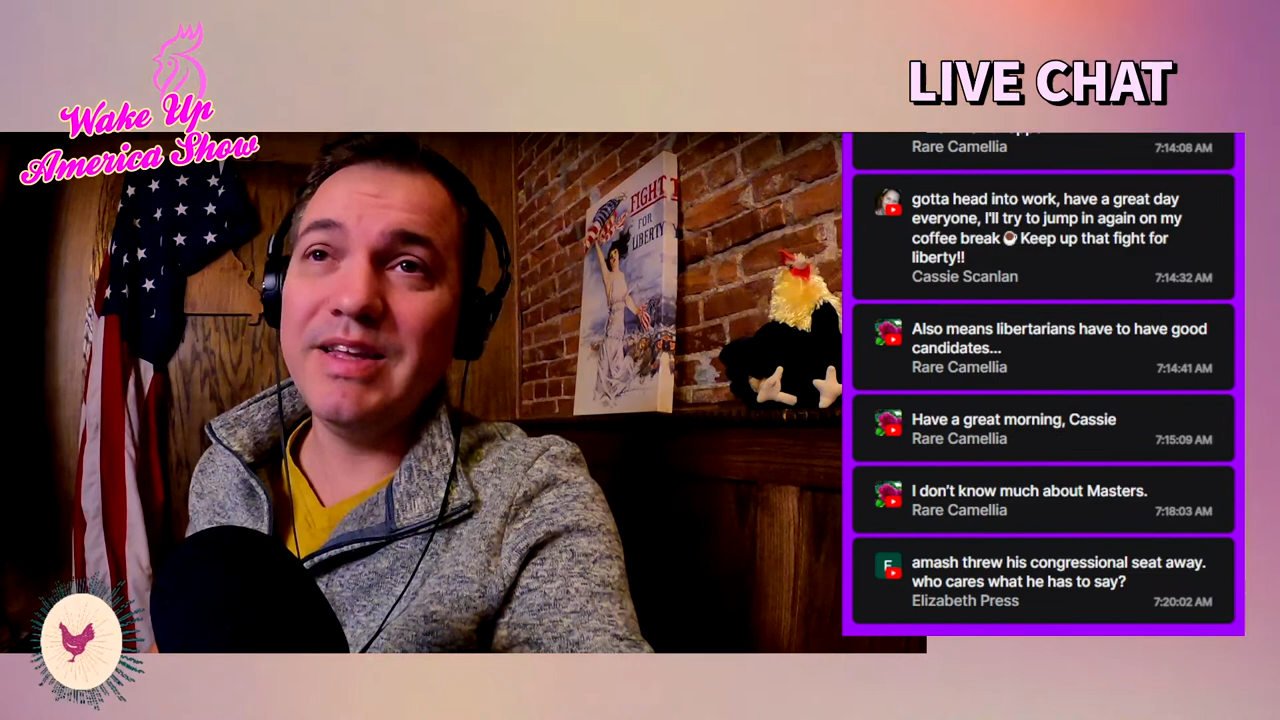 Wake Up
America Show
LIVE CHAT
FIGHT
FOR
LIBERTY
Rare Camellia
7:14:08 AM
gotta head into work, have a great day
everyone, I'll try to jump in again on my
coffee break☕ Keep up that fight for
liberty!!
Cassie Scanlan
7:14:32 AM
Also means libertarians have to have good
candidates...
Rare Camellia
7:14:41 AM
Have a great morning, Cassie
Rare Camellia
7:15:09 AM
I don't know much about Masters.
Rare Camellia
7:18:03 AM
E
amash threw his congressional seat away.
who cares what he has to say?
Elizabeth Press
7:20:02 AM